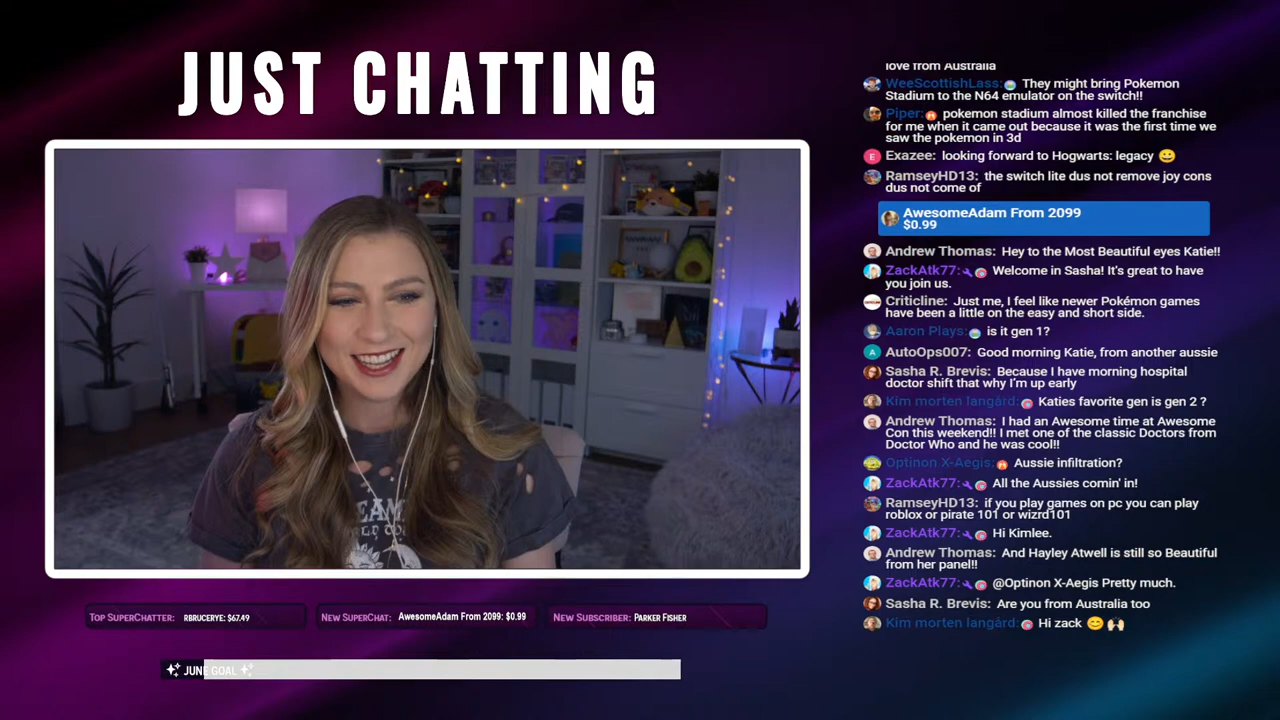 JUST CHATTING
love from Australia
WeeScottishLass: They might bring Pokemon
Stadium to the N64 emulator on the switch!!
Piper: pokemon stadium almost killed the franchise
for me when it came out because it was the first time we
saw the pokemon in 3d
Exazee: looking forward to Hogwarts: legacy 😀
RamseyHD13: the switch lite dus not remove joy cons
dus not come of
AwesomeAdam From 2099
$0.99
Andrew Thomas: Hey to the Most Beautiful eyes Katie!!
ZackAtk77: Welcome in Sasha! It's great to have
you join us.
Criticline: Just me, I feel like newer Pokémon games
have been a little on the easy and short side.
Aaron Plays: is it gen 1?
A AutoOps007: Good morning Katie, from another aussie
Sasha R. Brevis: Because I have morning hospital
doctor shift that why I'm up early
Kim morten langård: Katies favorite gen is gen 2 ?
Andrew Thomas: I had an Awesome time at Awesome
Con this weekend!! I met one of the classic Doctors from
Doctor Who and he was cool!!
Optinon X-Aegis: Aussie infiltration?
ZackAtk77: All the Aussies comin' in!
RamseyHD13: if you play games on pc you can play
roblox or pirate 101 or wizrd101
ZackAtk77: Hi Kimlee.
Andrew Thomas: And Hayley Atwell is still so Beautiful
from her panel!!
ZackAtk77: @Optinon X-Aegis Pretty much.
Sasha R. Brevis: Are you from Australia too
Kim morten langård: Hi zack 😊 🙌🏻
TOP SUPERCHATTER: RBRUCERYE: $67.49
NEW SUPERCHAT: AwesomeAdam From 2099: $0.99
NEW SUBSCRIBER: PARKER FISHER
✨ JUNE GOAL ✨